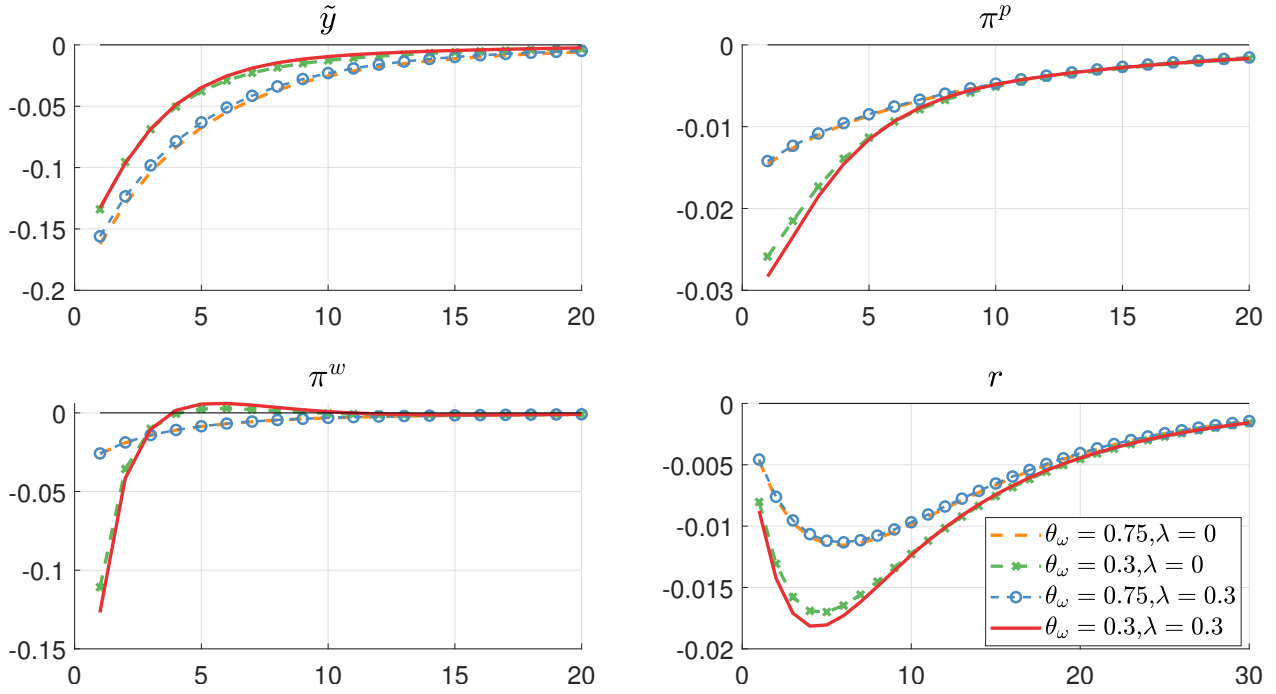 ỹ
0
-0.05
-0.1
-0.15
-0.2
0 5 10 15 20
π^p
0
-0.01
-0.02
-0.03
0 5 10 15 20
π^w
0
-0.05
-0.1
-0.15
0 5 10 15 20
r
0
-0.005
-0.01
-0.015
-0.02
0 10 20 30
θ_ω = 0.75,λ = 0
θ_ω = 0.3,λ = 0
θ_ω = 0.75,λ = 0.3
θ_ω = 0.3,λ = 0.3